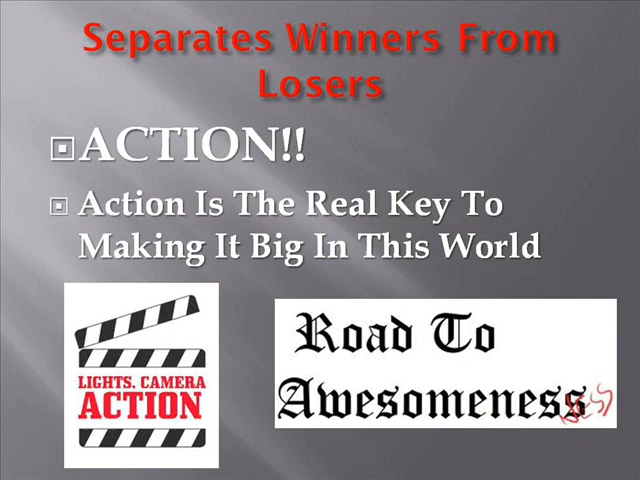 Separates Winners From
Losers
ACTION!!
Action Is The Real Key To
Making It Big In This World
LIGHTS, CAMERA
ACTION
Road To
Awesomeness
NESS